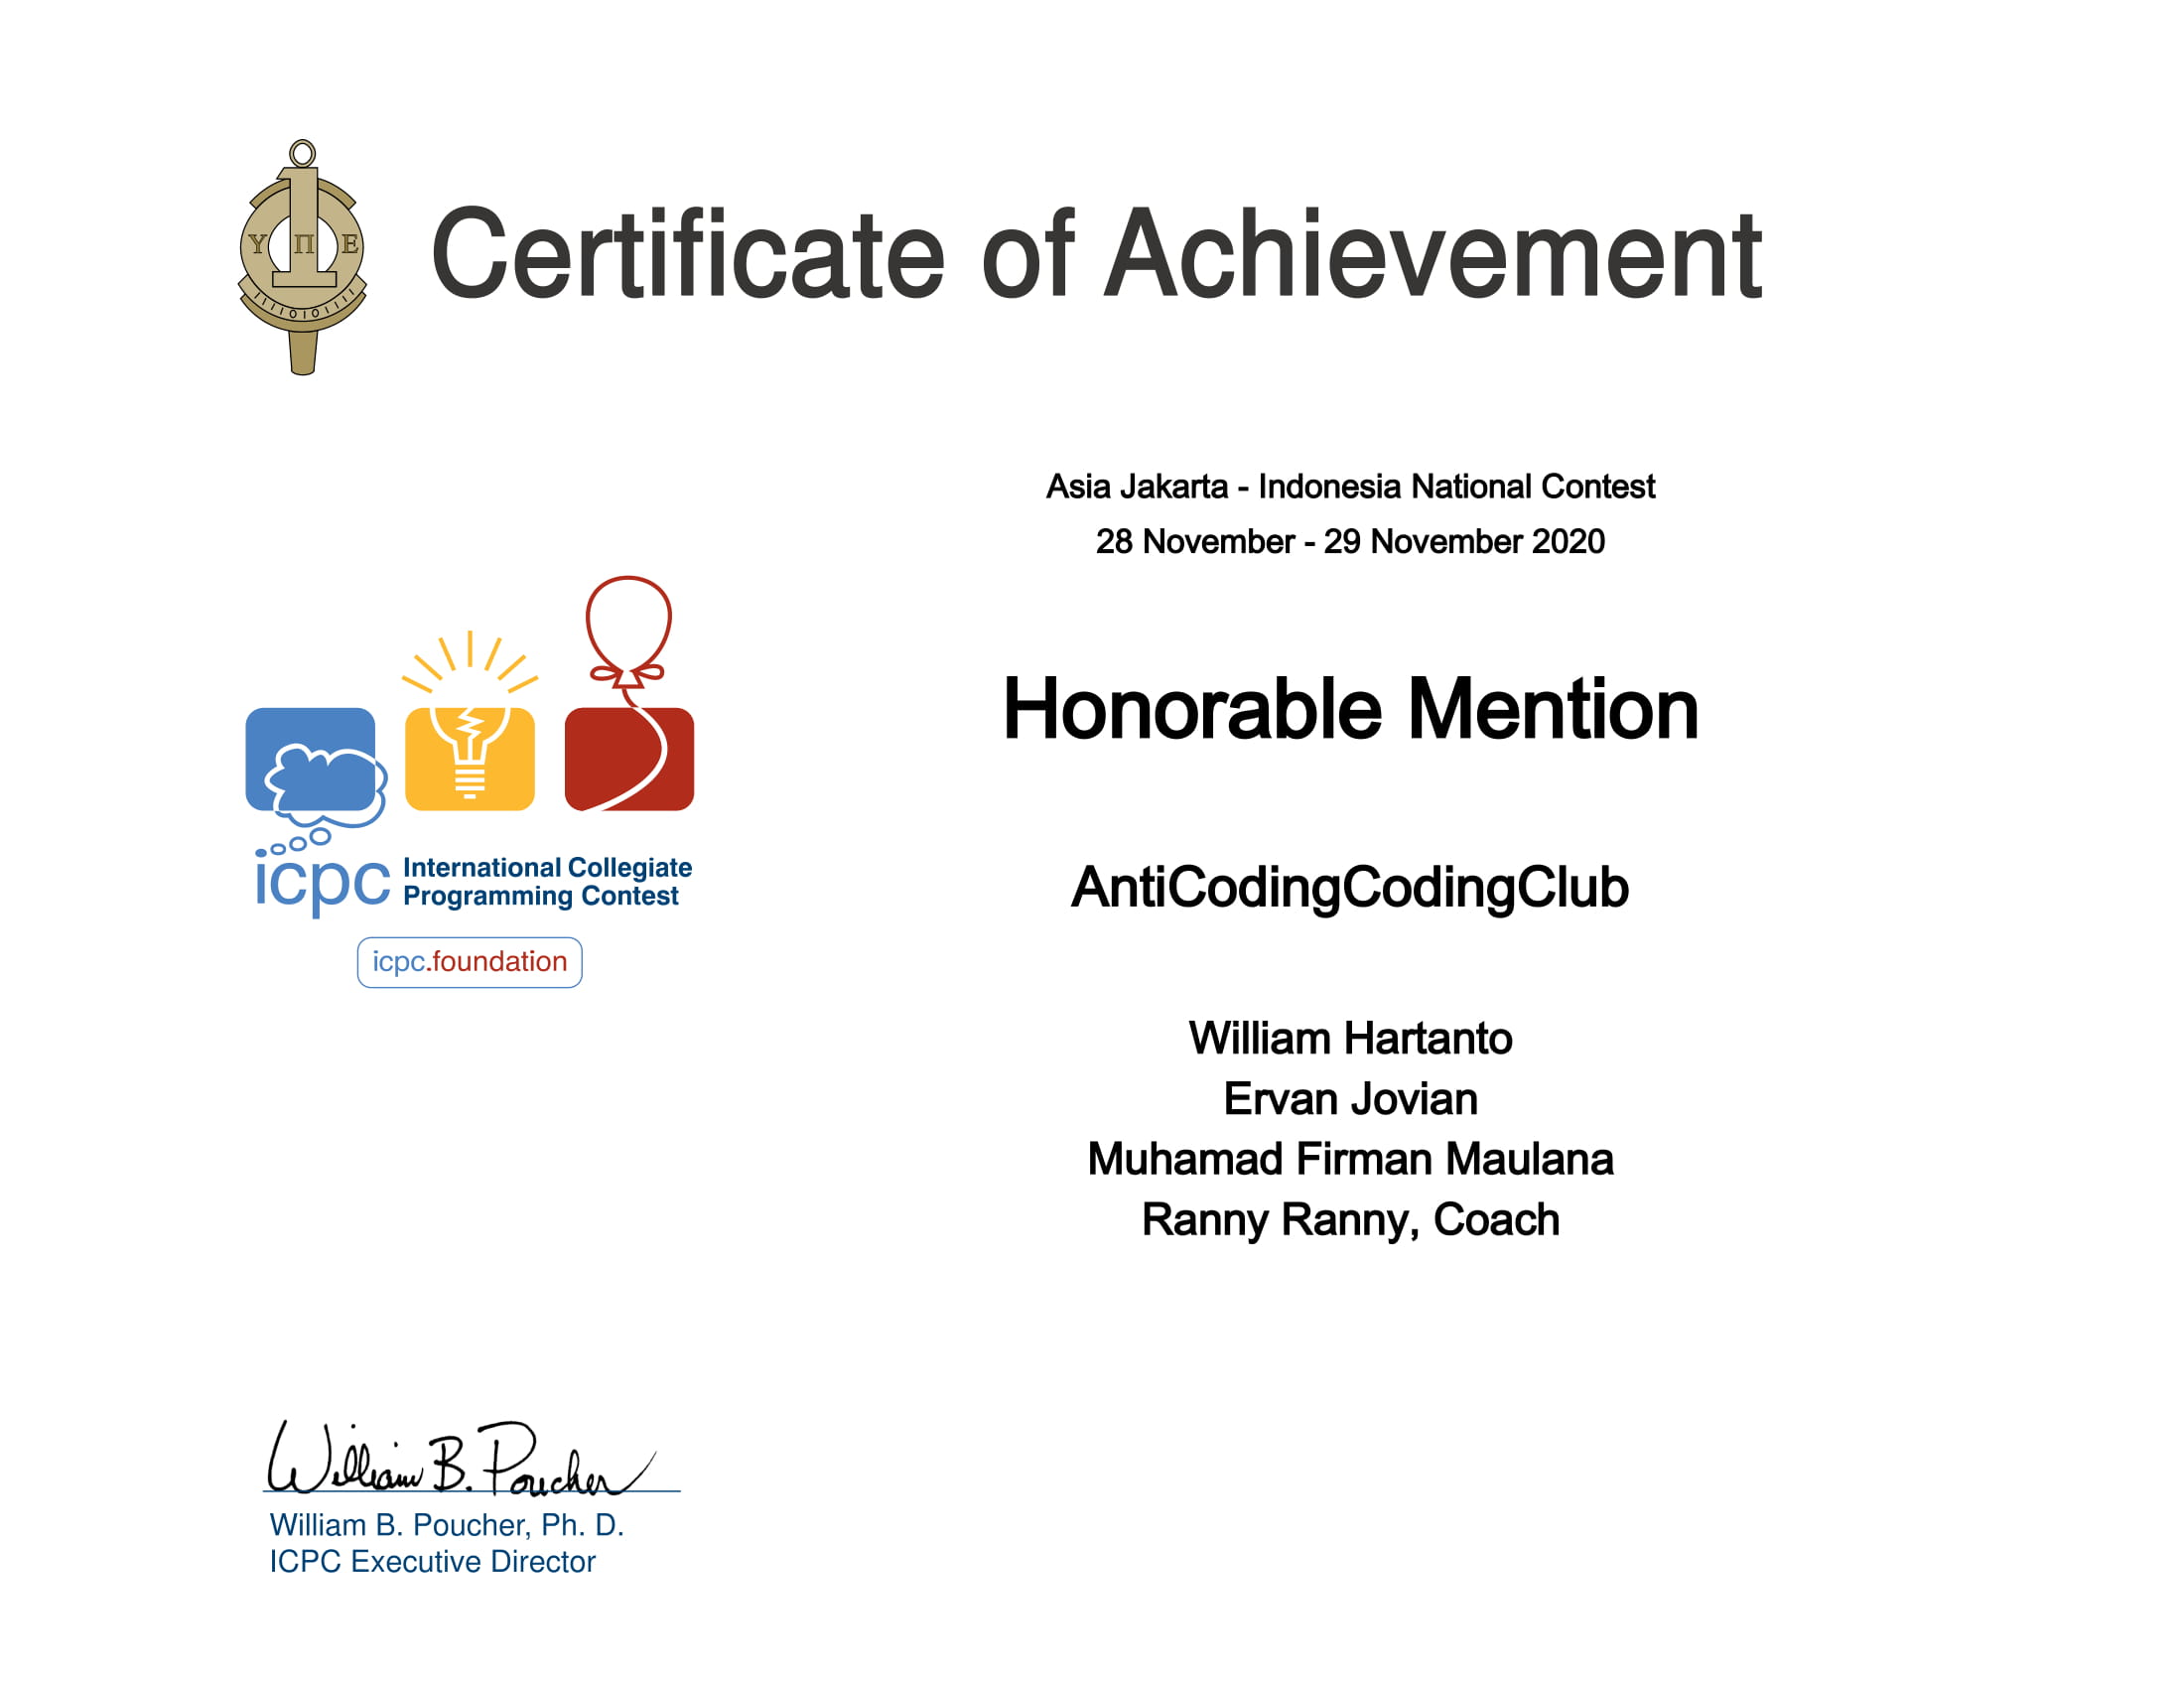 Υ Π Ε
Certificate of Achievement
Asia Jakarta - Indonesia National Contest
28 November - 29 November 2020
Honorable Mention
AntiCodingCodingClub
icpc International Collegiate
Programming Contest
icpc.foundation
William Hartanto
Ervan Jovian
Muhamad Firman Maulana
Ranny Ranny, Coach
William B. Poucher
William B. Poucher, Ph. D.
ICPC Executive Director